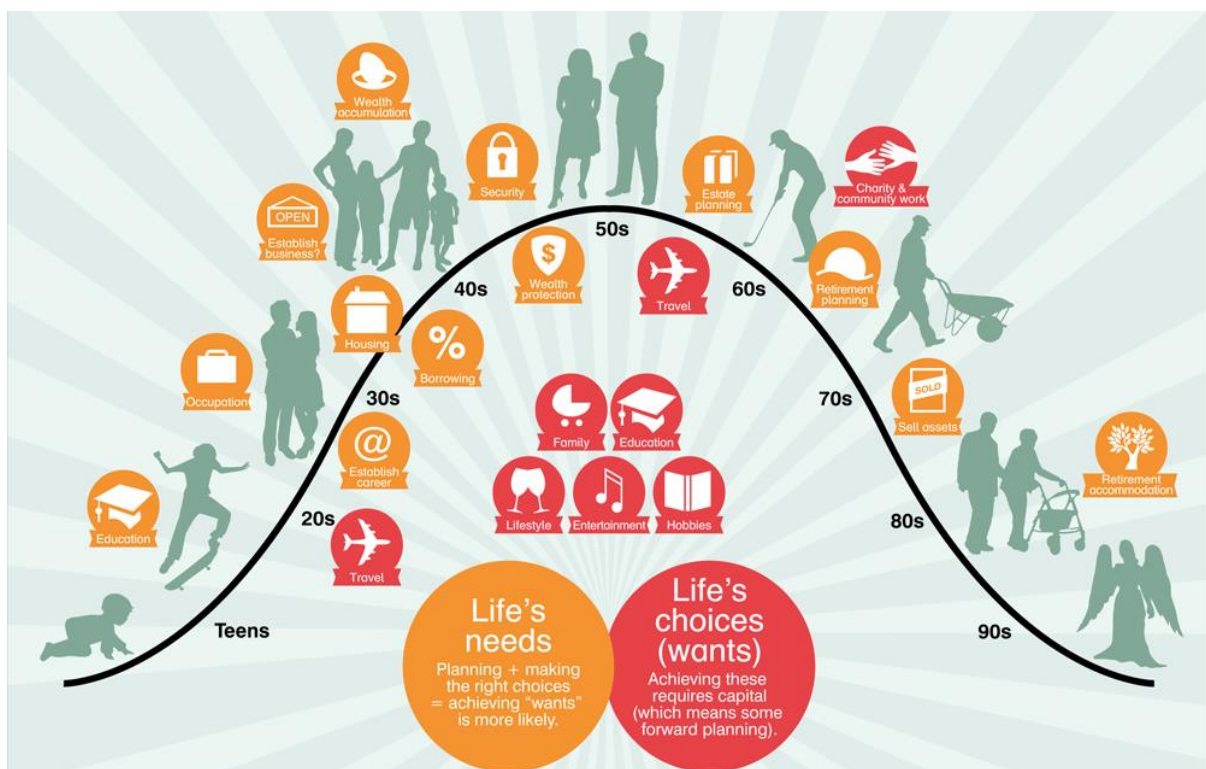 Wealth
accumulation
Security
Estate
planning
Charity &
community work
OPEN
Establish
business?
50s
40s
$
Wealth
protection
Travel
60s
Retirement
planning
Housing
%
Borrowing
Occupation
30s
Family
Education
70s
SOLD
Sell assets
@
Establish
career
Retirement
accommodation
Education
20s
Lifestyle
Entertainment
Hobbies
80s
Travel
Teens
90s
Life's
needs
Planning + making
the right choices
= achieving “wants”
is more likely.
Life's
choices
(wants)
Achieving these
requires capital
(which means some
forward planning).